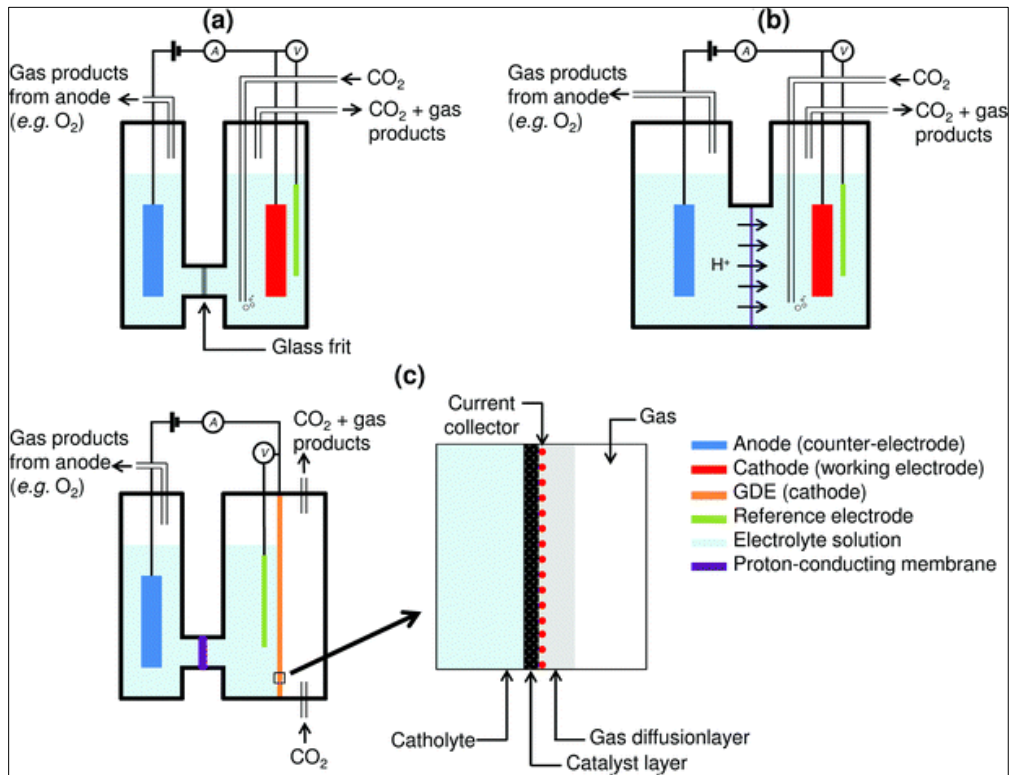 (a)
A
V
Gas products
from anode
(e.g. O₂)
CO₂
CO₂ + gas
products
Glass frit
(b)
A
V
Gas products
from anode
(e.g. O₂)
CO₂
CO₂ + gas
products
H⁺
(c)
A
V
Gas products
from anode
(e.g. O₂)
CO₂ + gas
products
CO₂
Current
collector
Gas
Catholyte
Catalyst layer
Gas diffusionlayer
Anode (counter-electrode)
Cathode (working electrode)
GDE (cathode)
Reference electrode
Electrolyte solution
Proton-conducting membrane